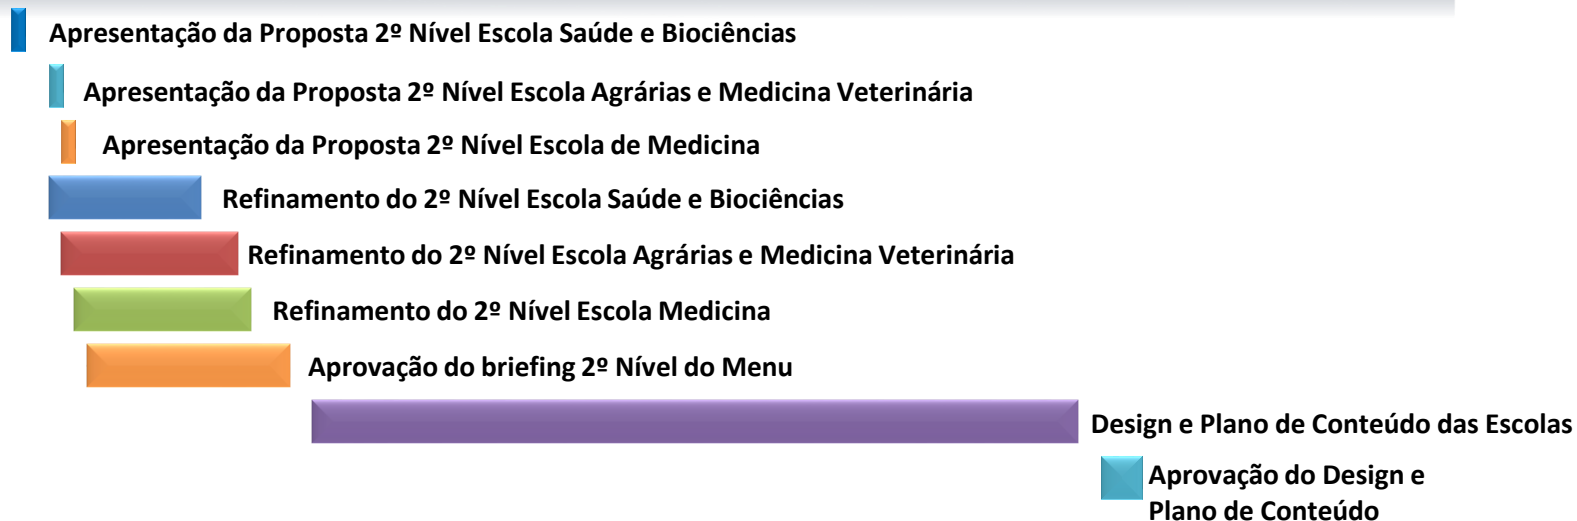 Apresentação da Proposta 2º Nível Escola Saúde e Biociências
Apresentação da Proposta 2º Nível Escola Agrárias e Medicina Veterinária
Apresentação da Proposta 2º Nível Escola de Medicina
Refinamento do 2º Nível Escola Saúde e Biociências
Refinamento do 2º Nível Escola Agrárias e Medicina Veterinária
Refinamento do 2º Nível Escola Medicina
Aprovação do briefing 2º Nível do Menu
Design e Plano de Conteúdo das Escolas
Aprovação do Design e
Plano de Conteúdo